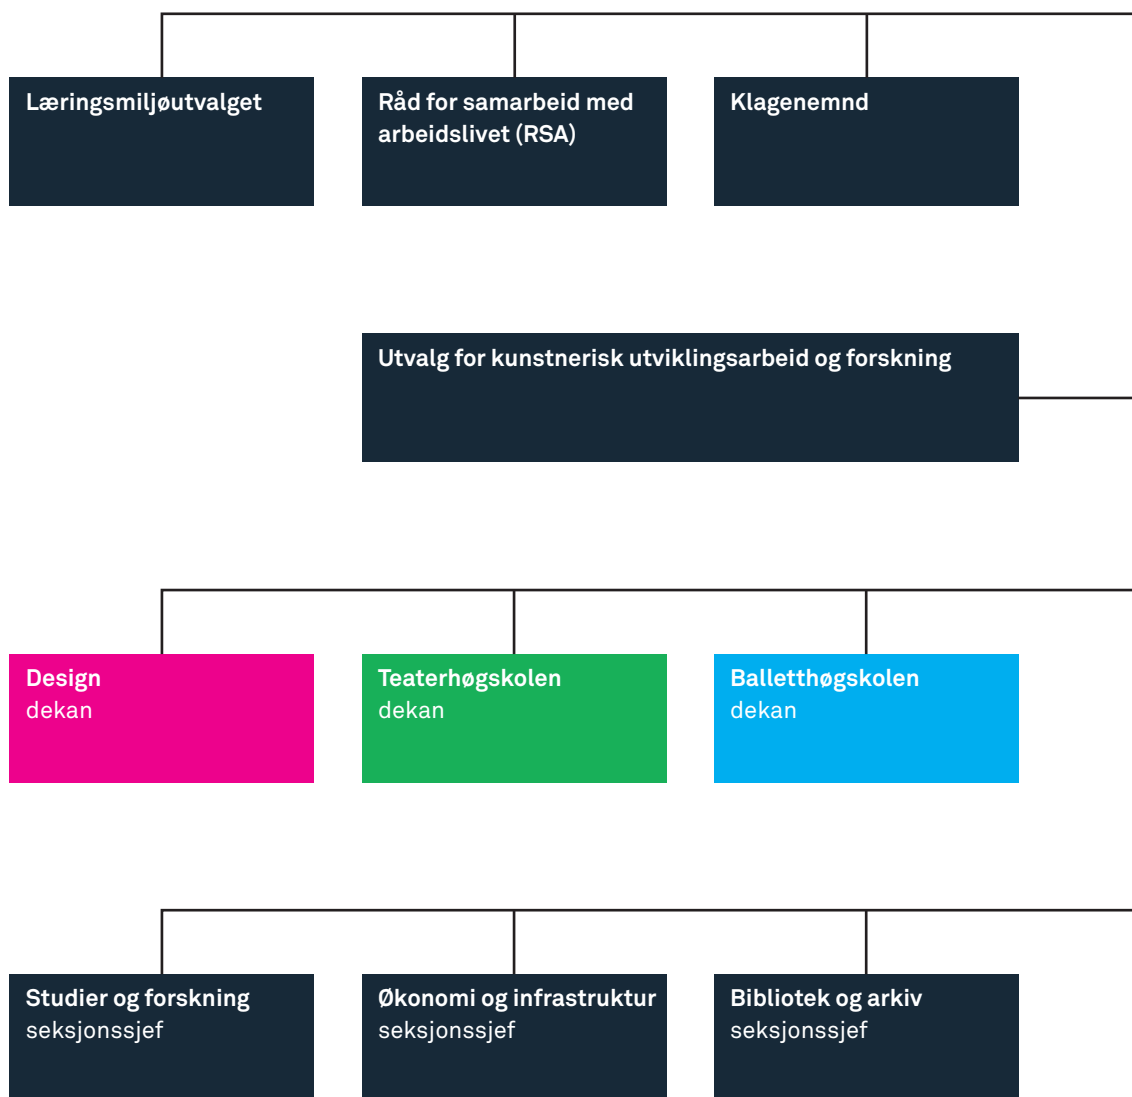 Læringsmiljøutvalget
Råd for samarbeid med
arbeidslivet (RSA)
Klagenemnd
Utvalg for kunstnerisk utviklingsarbeid og forskning
Design
dekan
Teaterhøgskolen
dekan
Balletthøgskolen
dekan
Studier og forskning
seksjonssjef
Økonomi og infrastruktur
seksjonssjef
Bibliotek og arkiv
seksjonssjef